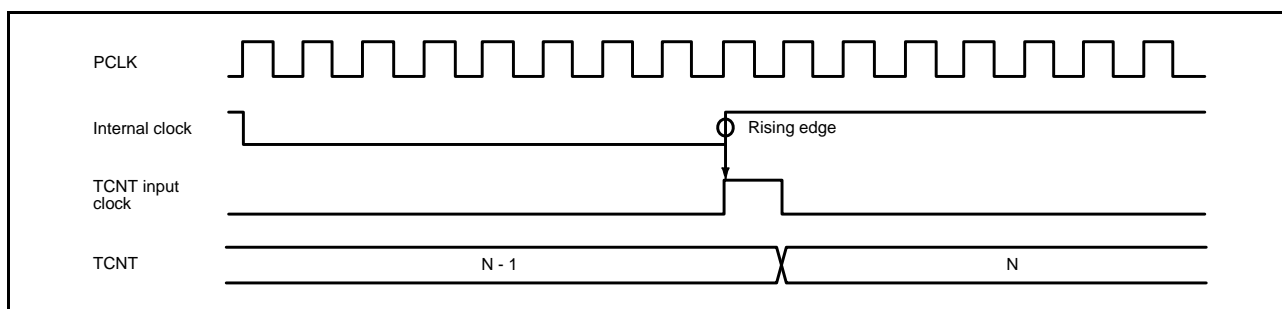 PCLK
Internal clock
Rising edge
TCNT input
clock
TCNT
N - 1
N